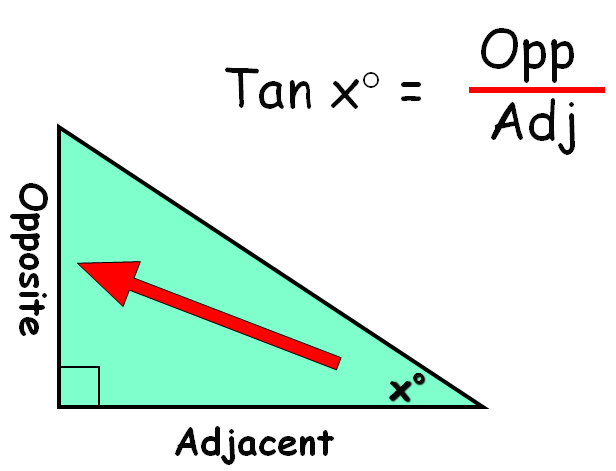 Tan x° = Opp
Adj
Opposite
x°
Adjacent